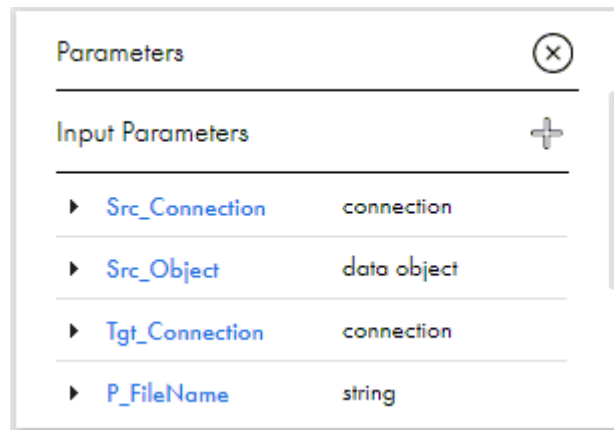 Parameters
Input Parameters
Src_Connection connection
Src_Object data object
Tgt_Connection connection
P_FileName string